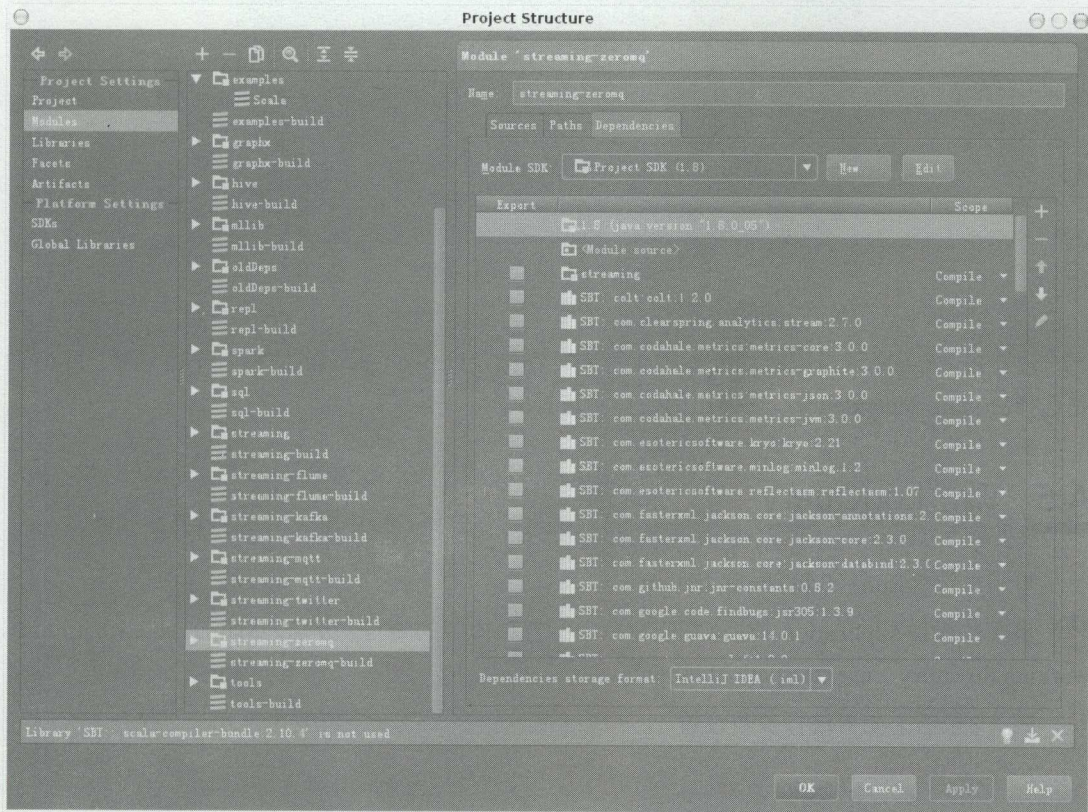 Project Structure
Project Settings
Project
Modules
Libraries
Facets
Artifacts
Platform Settings
SDKs
Global Libraries
examples
Scala
examples-build
graphx
graphx-build
hive
hive-build
mllib
mllib-build
oldDeps
oldDeps-build
repl
repl-build
spark
spark-build
sql
sql-build
streaming
streaming-build
streaming-flume
streaming-flume-build
streaming-kafka
streaming-kafka-build
streaming-mqtt
streaming-mqtt-build
streaming-twitter
streaming-twitter-build
streaming-zeromq
streaming-zeromq-build
tools
tools-build
Module 'streaming-zeromq'
Name: streaming-zeromq
Sources Paths Dependencies
Module SDK: Project SDK (1.8) New Edit
Export Scope
1.8 (java version "1.8.0_05")
<Module source>
streaming Compile
SBT: colt:colt:1.2.0
SBT: com.clearspring.analytics:stream:2.7.0 Compile
SBT: com.codahale.metrics:metrics-core:3.0.0 Compile
SBT: com.codahale.metrics:metrics-graphite:3.0.0 Compile
SBT: com.codahale.metrics:metrics-json:3.0.0 Compile
SBT: com.codahale.metrics:metrics-jvm:3.0.0 Compile
SBT: com.esotericsoftware.kryo:kryo:2.21 Compile
SBT: com.esotericsoftware.minlog:minlog:1.2 Compile
SBT: com.esotericsoftware.reflectasm:reflectasm:1.07 Compile
SBT: com.fasterxml.jackson.core:jackson-annotations:2. Compile
SBT: com.fasterxml.jackson.core:jackson-core:2.3.0 Compile
SBT: com.fasterxml.jackson.core:jackson-databind:2.3.( Compile
SBT: com.github.jnr:jnr-constants:0.8.2 Compile
SBT: com.google.code.findbugs:jsr305:1.3.9 Compile
SBT: com.google.guava:guava:14.0.1 Compile
Dependencies storage format: IntelliJ IDEA (.iml)
Library 'SBT: scala-compiler-bundle:2.10.4' is not used
OK Cancel Apply Help